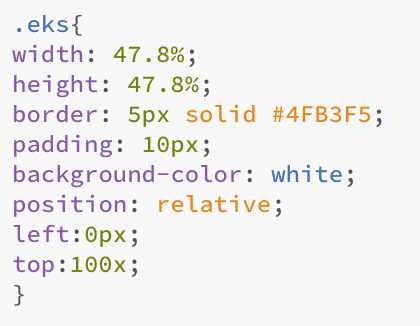 .eks{
width: 47.8%;
height: 47.8%;
border: 5px solid #4FB3F5;
padding: 10px;
background-color: white;
position: relative;
left:0px;
top:100x;
}